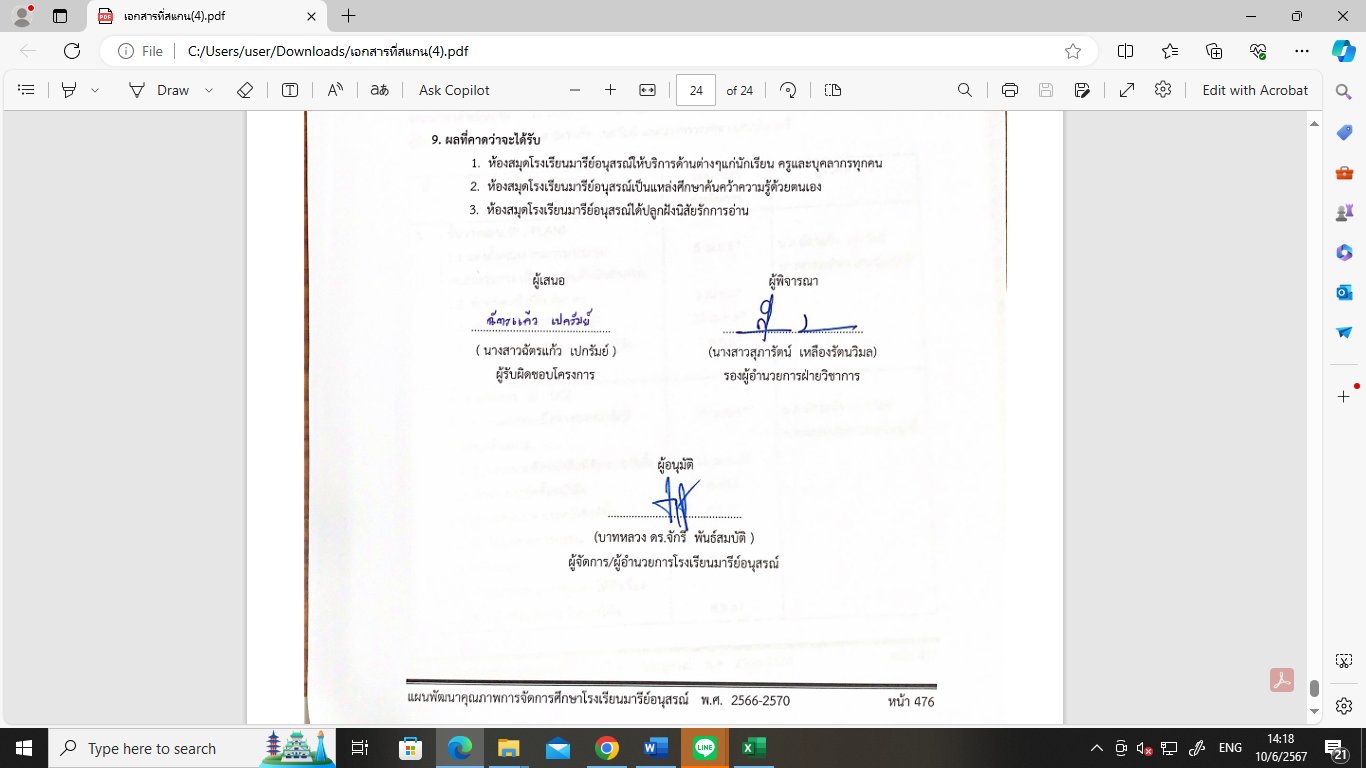 เอกสารที่สแกน(4).pdf
File
C:/Users/user/Downloads/เอกสารที่สแกน(4).pdf
Draw
Ask Copilot
24
of 24
Edit with Acrobat
9. ผลที่คาดว่าจะได้รับ
1. ห้องสมุดโรงเรียนมารีย์อนุสรณ์ให้บริการด้านต่างๆแก่นักเรียน ครูและบุคลากรทุกคน
2. ห้องสมุดโรงเรียนมารีย์อนุสรณ์เป็นแหล่งศึกษาค้นคว้าความรู้ด้วยตนเอง
3. ห้องสมุดโรงเรียนมารีย์อนุสรณ์ได้ปลูกฝังนิสัยรักการอ่าน
ผู้เสนอ
ผู้พิจารณา
ฉัตรแก้ว เปกรัมย์
( นางสาวฉัตรแก้ว เปกรัมย์ )
(นางสาวสุภารัตน์ เหลืองรัตนวิมล)
ผู้รับผิดชอบโครงการ
รองผู้อำนวยการฝ่ายวิชาการ
ผู้อนุมัติ
(บาทหลวง ดร.จักรี พันธ์สมบัติ )
ผู้จัดการ/ผู้อำนวยการโรงเรียนมารีย์อนุสรณ์
แผนพัฒนาคุณภาพการจัดการศึกษาโรงเรียนมารีย์อนุสรณ์ พ.ศ. 2566-2570
หน้า 476
Type here to search
ENG
14:18
10/6/2567
21